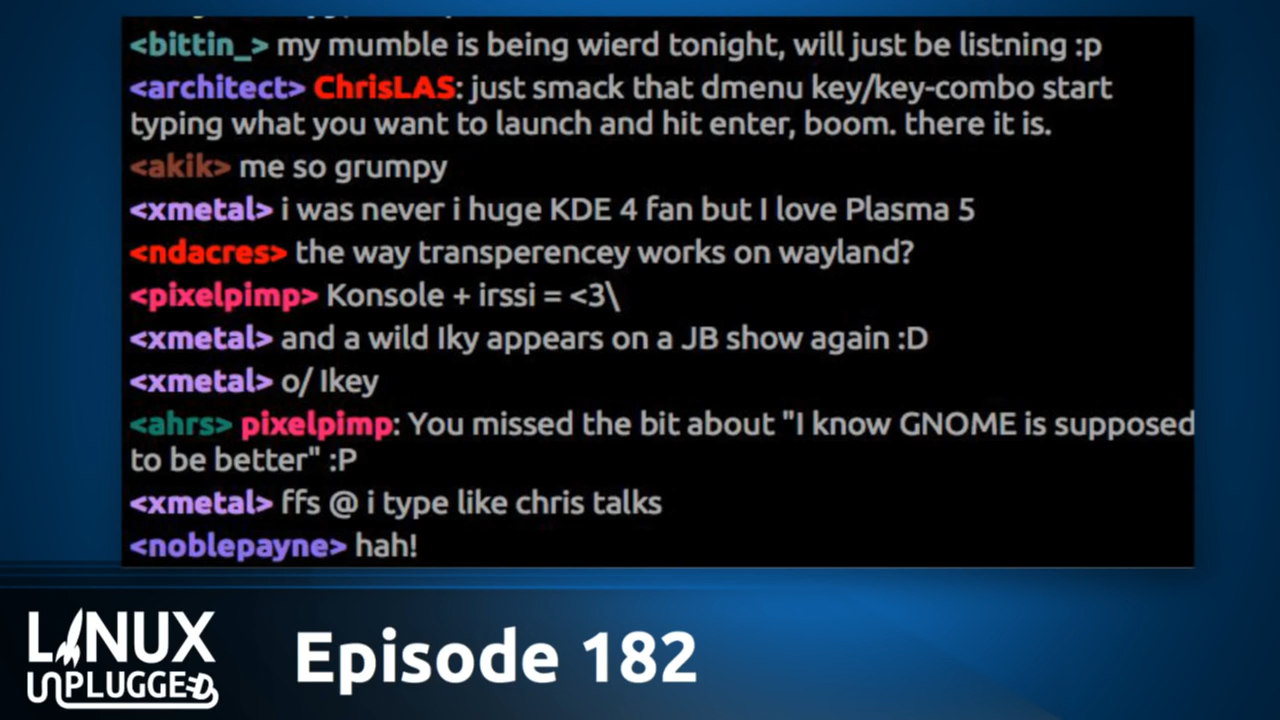 <bittin_> my mumble is being wierd tonight, will just be listning :p
<architect> ChrisLAS: just smack that dmenu key/key-combo start
typing what you want to launch and hit enter, boom. there it is.
<akik> me so grumpy
<xmetal> i was never i huge KDE 4 fan but I love Plasma 5
<ndacres> the way transperencey works on wayland?
<pixelpimp> Konsole + irssi = <3\
<xmetal> and a wild Iky appears on a JB show again :D
<xmetal> o/ Ikey
<ahrs> pixelpimp: You missed the bit about "I know GNOME is supposed
to be better" :P
<xmetal> ffs @ i type like chris talks
<noblepayne> hah!
LINUX
UNPLUGGED
Episode 182